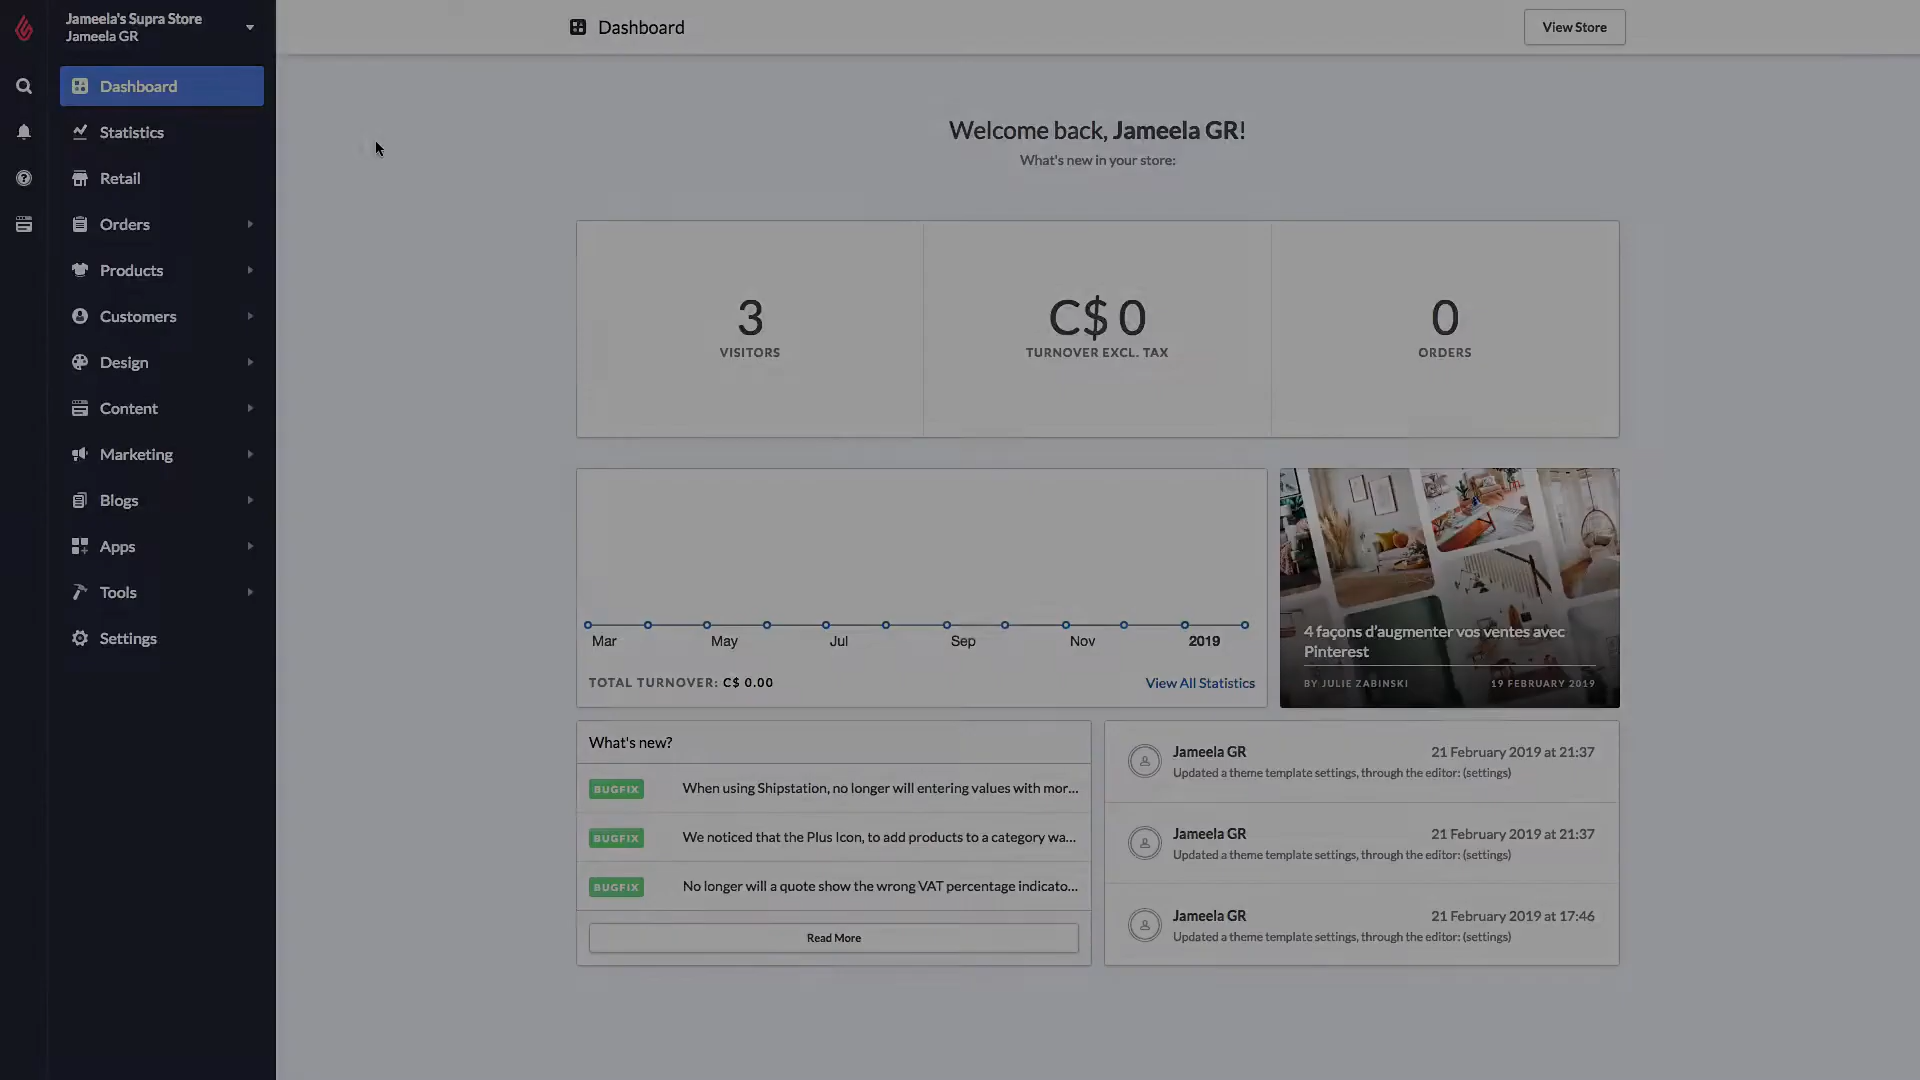 Jameela's Supra Store
Jameela GR
Dashboard
Statistics
Retail
Orders
Products
Customers
Design
Content
Marketing
Blogs
Apps
Tools
Settings
Dashboard
View Store
Welcome back, Jameela GR!
What's new in your store:
3
VISITORS
C$ 0
TURNOVER EXCL. TAX
0
ORDERS
Mar
May
Jul
Sep
Nov
2019
TOTAL TURNOVER: C$ 0.00
View All Statistics
4 façons d'augmenter vos ventes avec
Pinterest
BY JULIE ZABINSKI
19 FEBRUARY 2019
What's new?
BUGFIX When using Shipstation, no longer will entering values with mor...
BUGFIX We noticed that the Plus Icon, to add products to a category wa...
BUGFIX No longer will a quote show the wrong VAT percentage indicato...
Read More
Jameela GR 21 February 2019 at 21:37
Updated a theme template settings, through the editor: (settings)
Jameela GR 21 February 2019 at 21:37
Updated a theme template settings, through the editor: (settings)
Jameela GR 21 February 2019 at 17:46
Updated a theme template settings, through the editor: (settings)